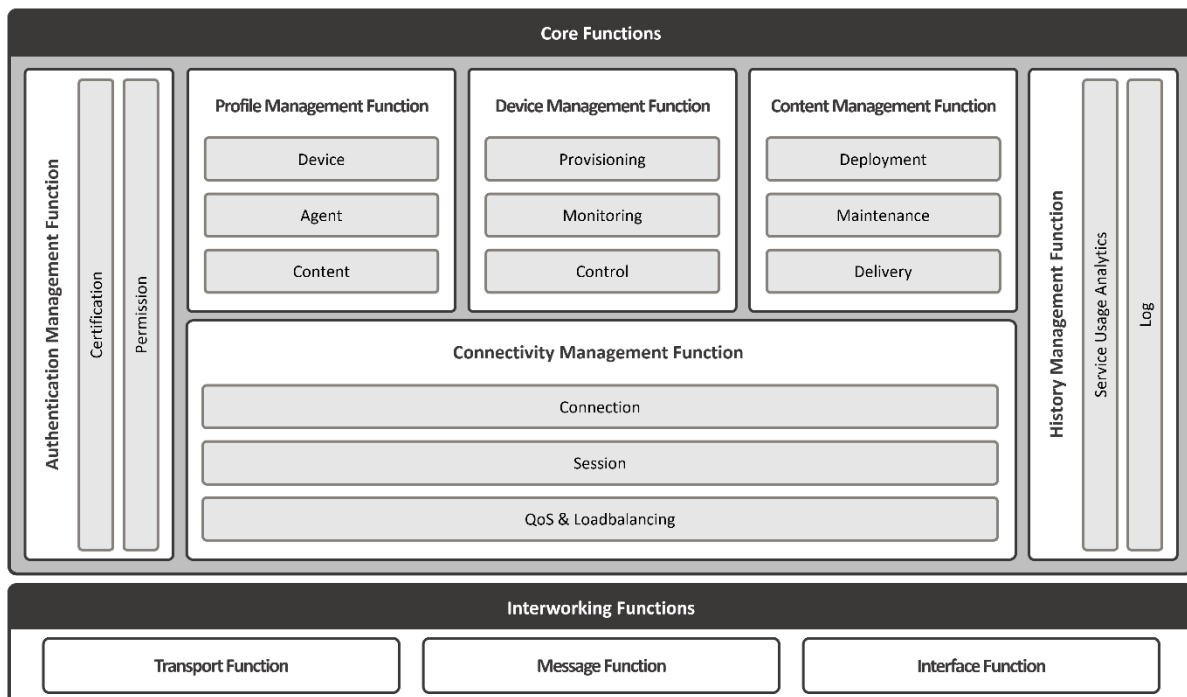 Core Functions
Authentication Management Function
Certification
Permission
Profile Management Function
Device
Agent
Content
Device Management Function
Provisioning
Monitoring
Control
Content Management Function
Deployment
Maintenance
Delivery
Connectivity Management Function
Connection
Session
QoS & Loadbalancing
History Management Function
Service Usage Analytics
Log
Interworking Functions
Transport Function
Message Function
Interface Function